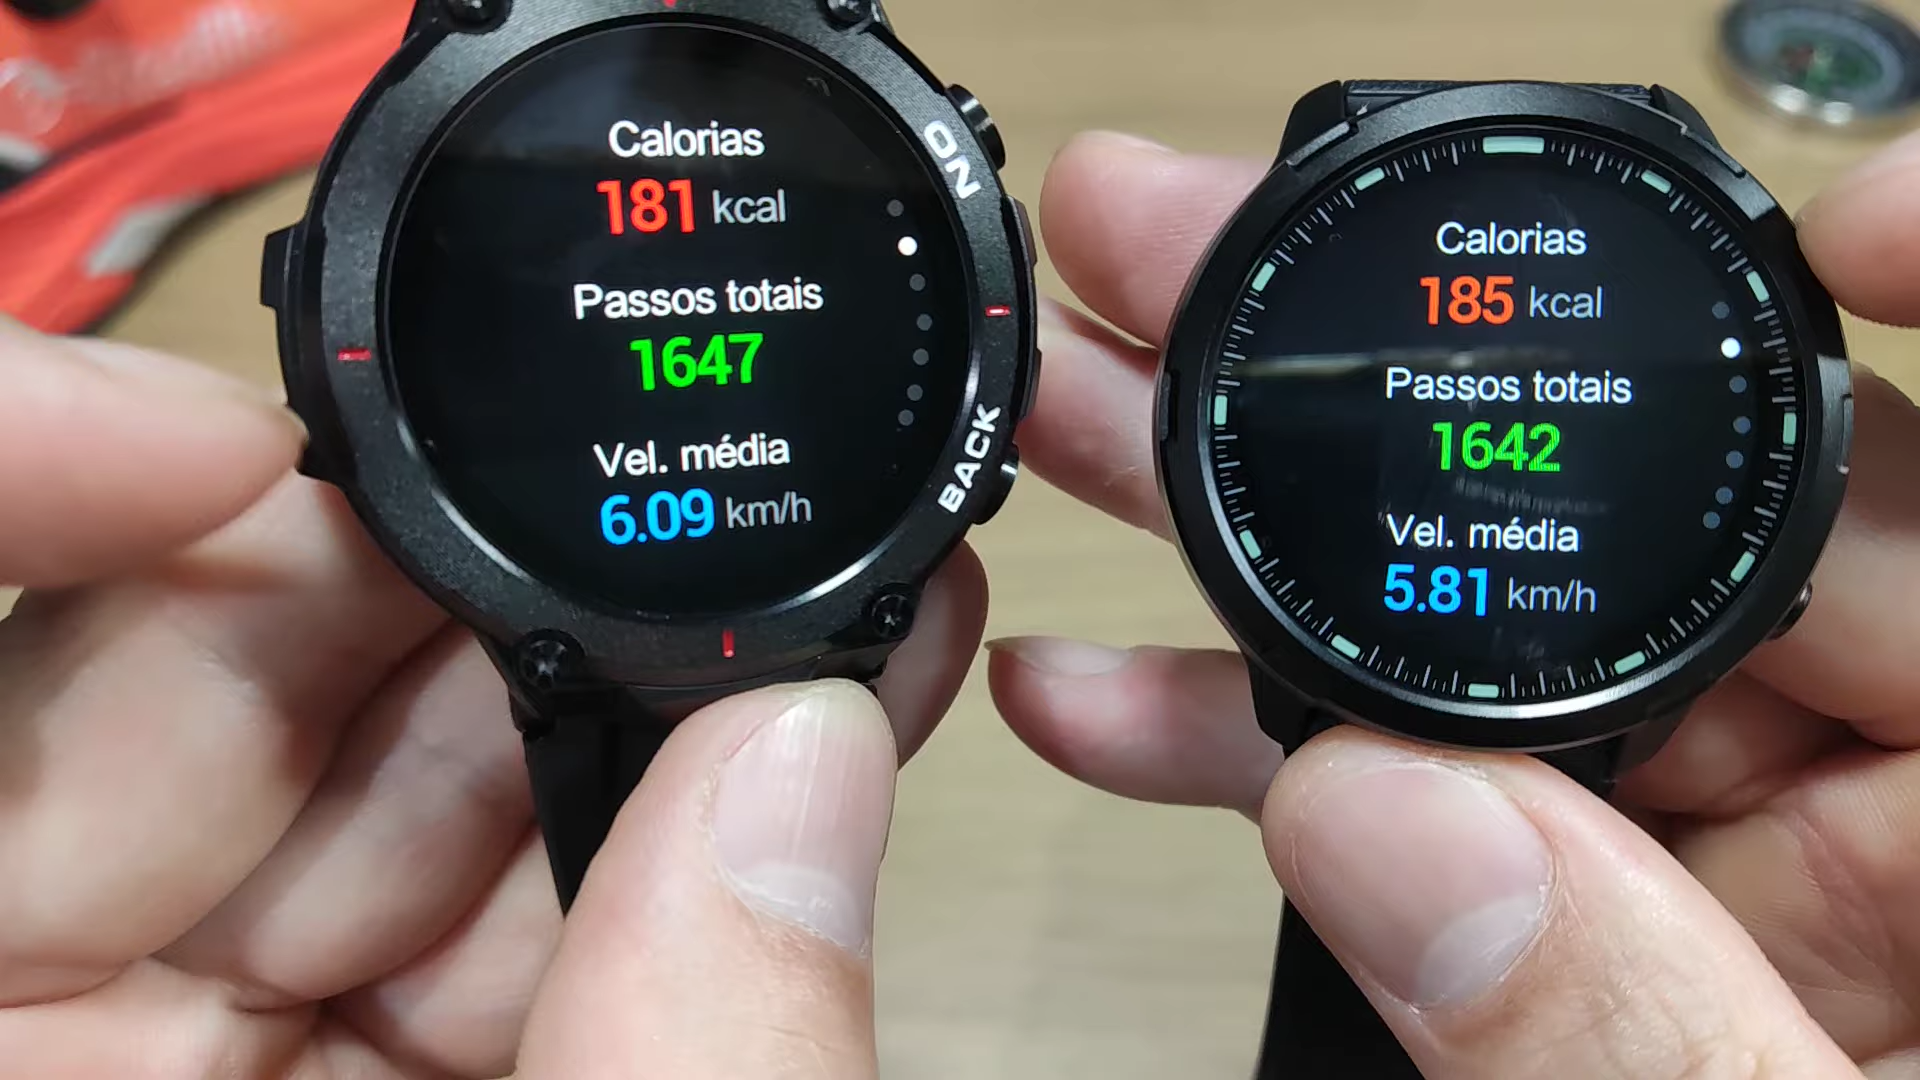 Calorias
181 kcal
Passos totais
1647
Vel. média
6.09 km/h
ON
BACK
Calorias
185 kcal
Passos totais
1642
Vel. média
5.81 km/h